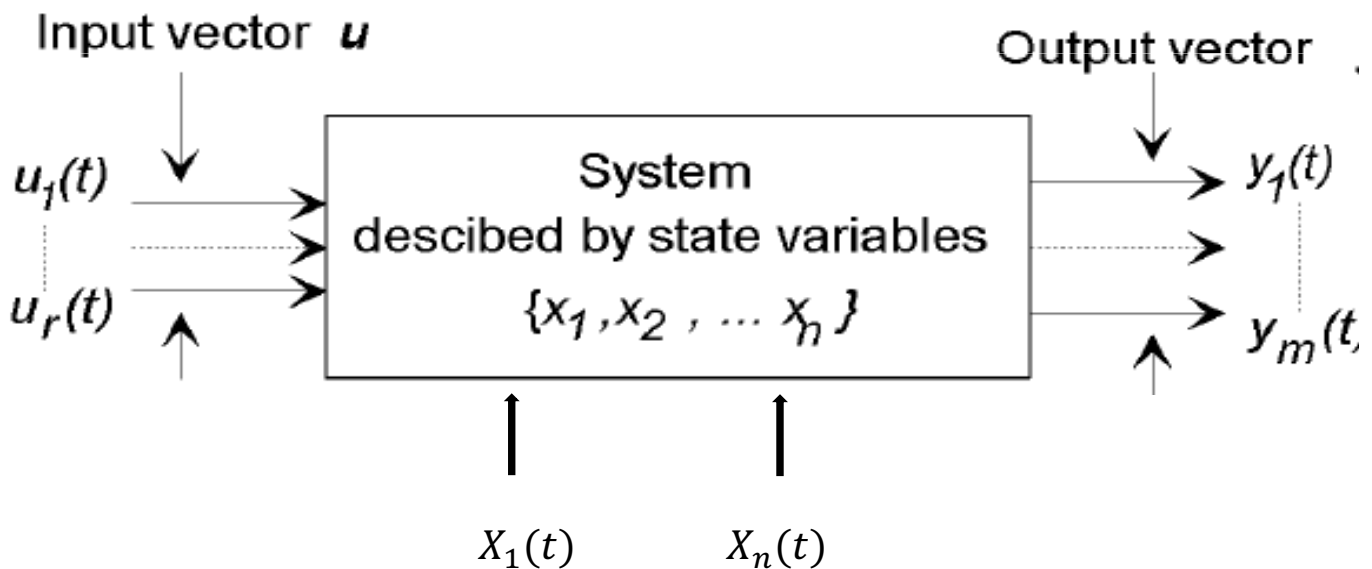 Input vector u
Output vector
u₁(t)
System
y₁(t)
descibed by state variables
uᵣ(t)
{x₁ ,x₂ , ... xₙ }
yₘ(t)
X₁(t)
Xₙ(t)